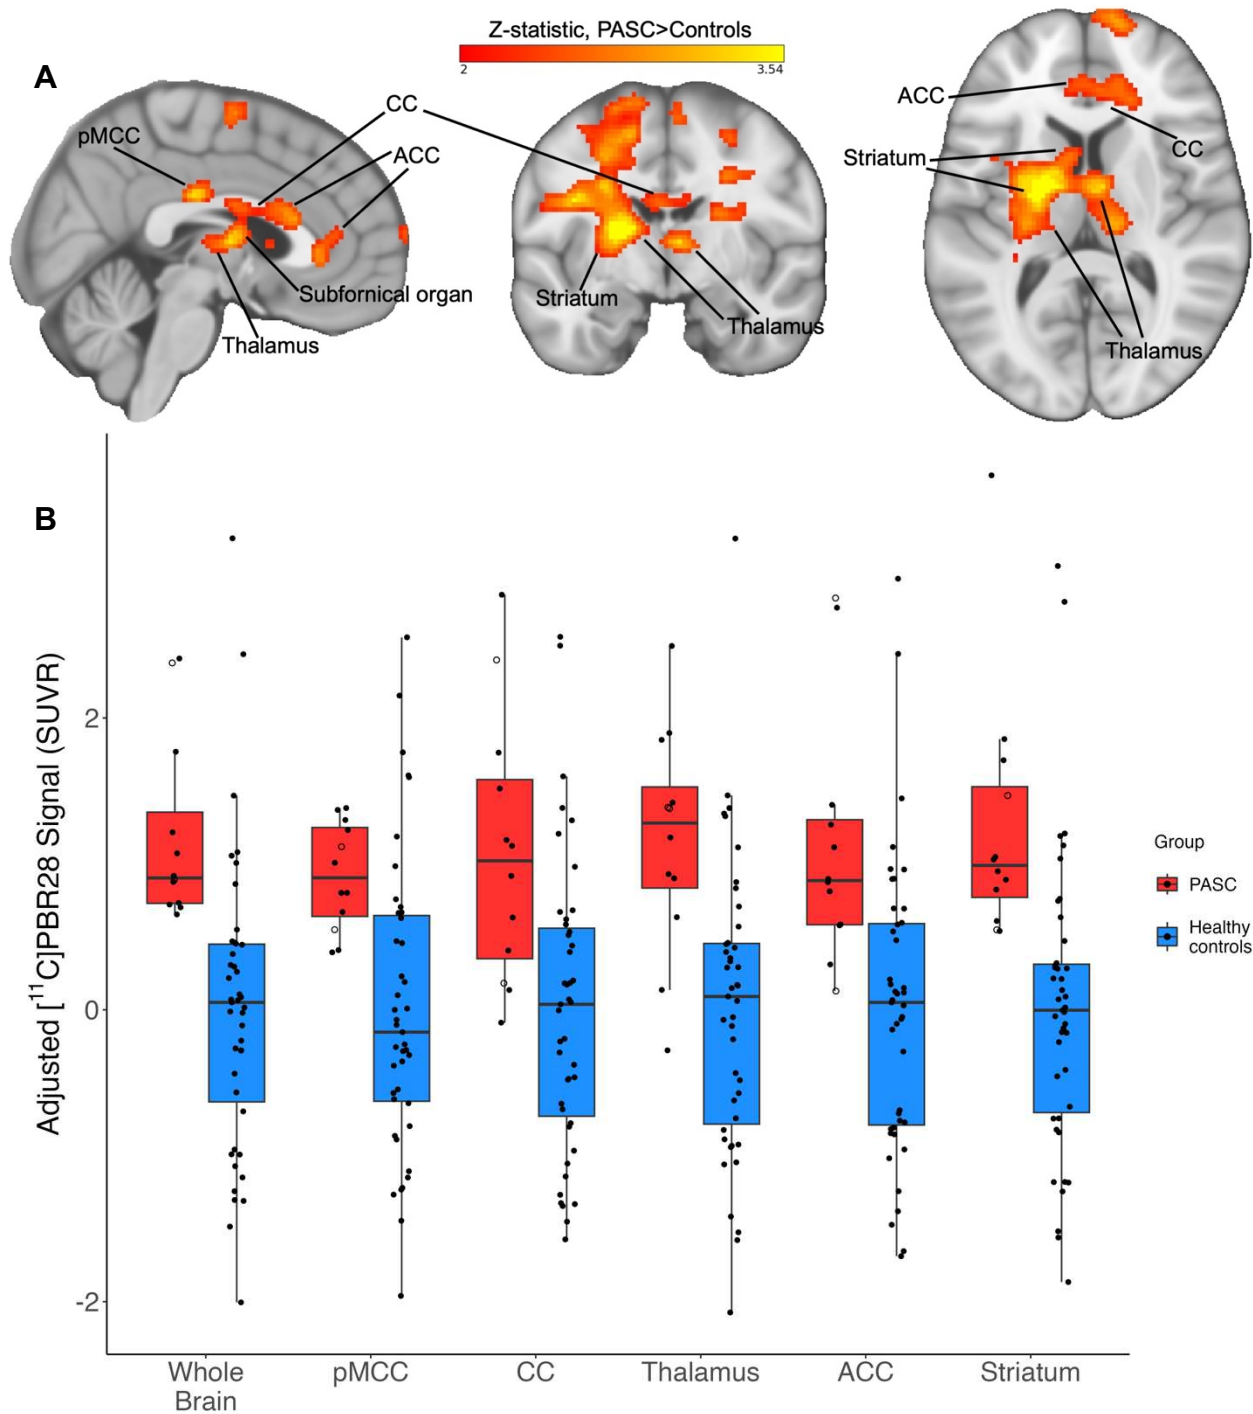 Z-statistic, PASC>Controls
2 3.54
A
pMCC
CC
ACC
Subfornical organ
Thalamus
Striatum
Thalamus
ACC
CC
Striatum
Thalamus
B
Adjusted [¹¹C]PBR28 Signal (SUVR)
2
0
-2
Whole
Brain
pMCC
CC
Thalamus
ACC
Striatum
Group
PASC
Healthy
controls